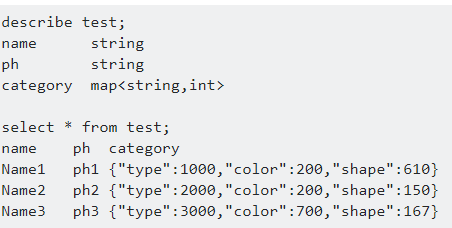 describe test;
name      string
ph        string
category  map<string,int>
select * from test;
name    ph  category
Name1   ph1 {"type":1000,"color":200,"shape":610}
Name2   ph2 {"type":2000,"color":200,"shape":150}
Name3   ph3 {"type":3000,"color":700,"shape":167}